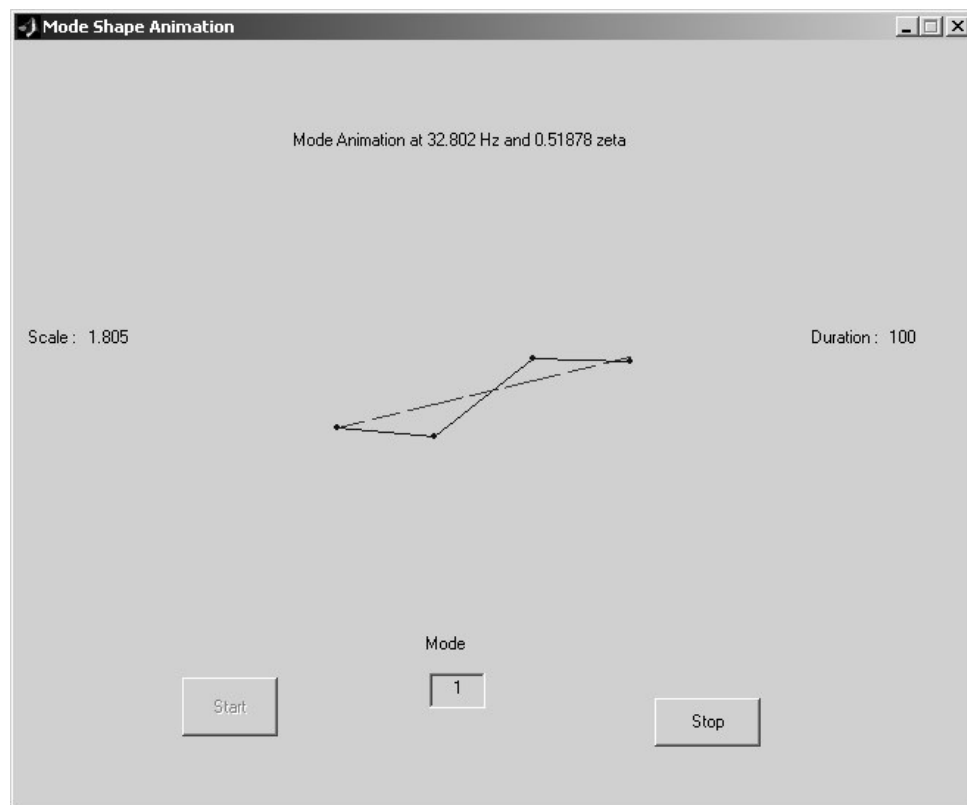 Mode Shape Animation
Mode Animation at 32.802 Hz and 0.51878 zeta
Scale : 1.805
Duration : 100
Mode
1
Start
Stop